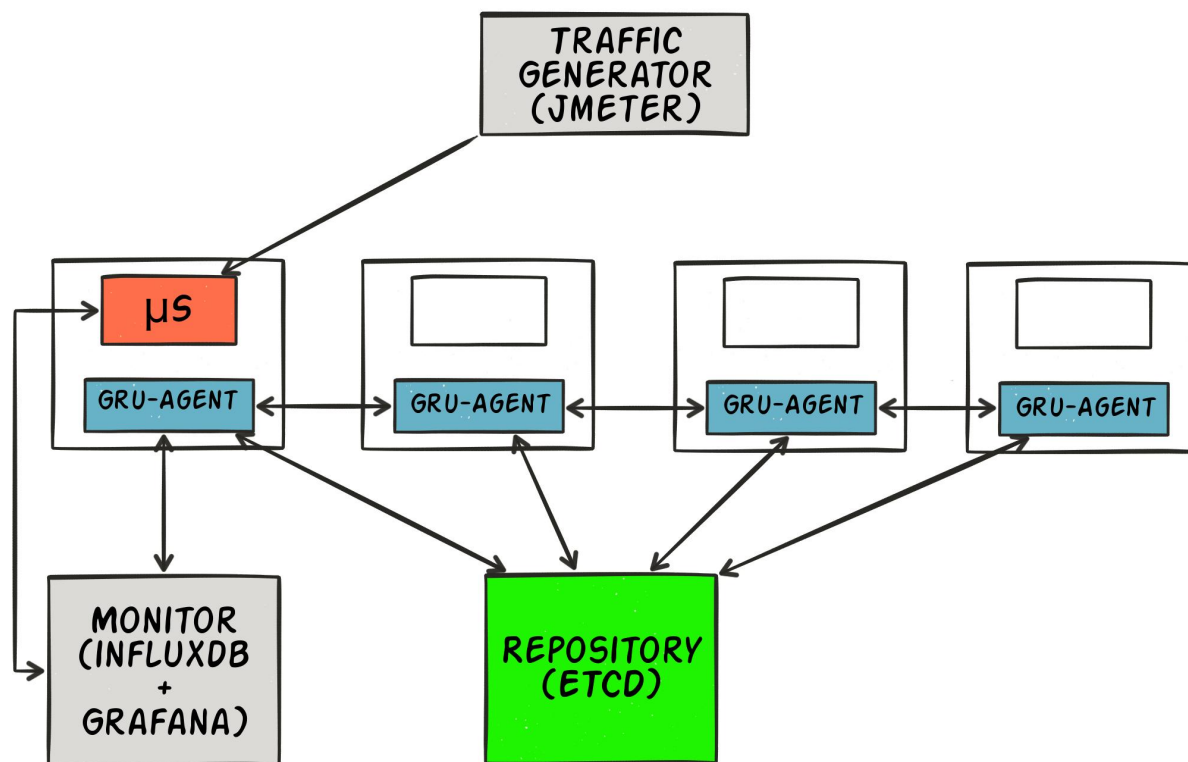 TRAFFIC
GENERATOR
(JMETER)
µS
GRU-AGENT
GRU-AGENT
GRU-AGENT
GRU-AGENT
MONITOR
(INFLUXDB
+
GRAFANA)
REPOSITORY
(ETCD)